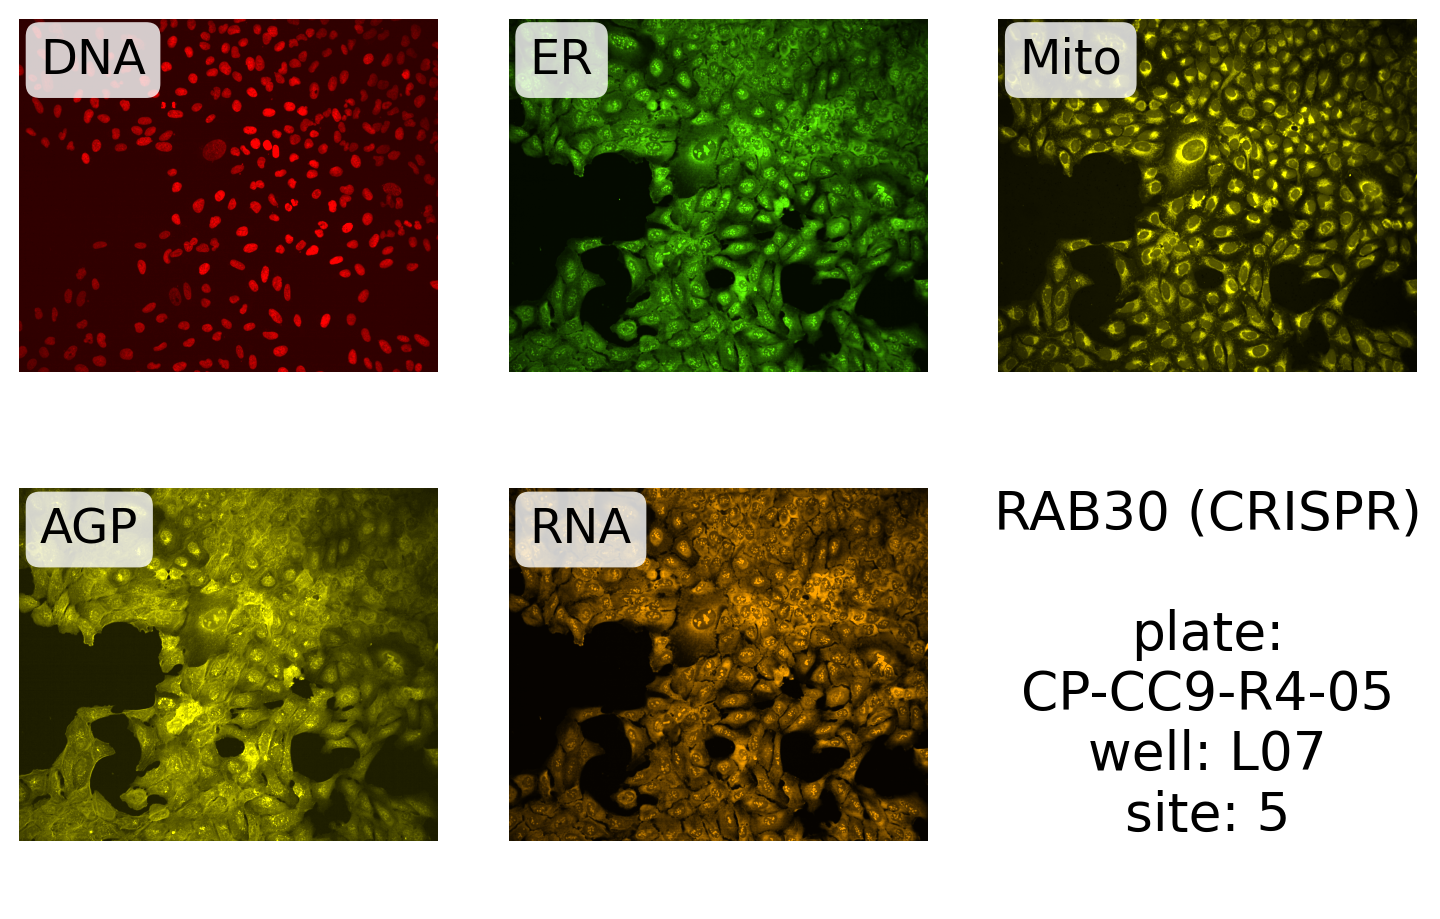 DNA
ER
Mito
AGP
RNA
RAB30 (CRISPR)
plate:
CP-CC9-R4-05
well: L07
site: 5